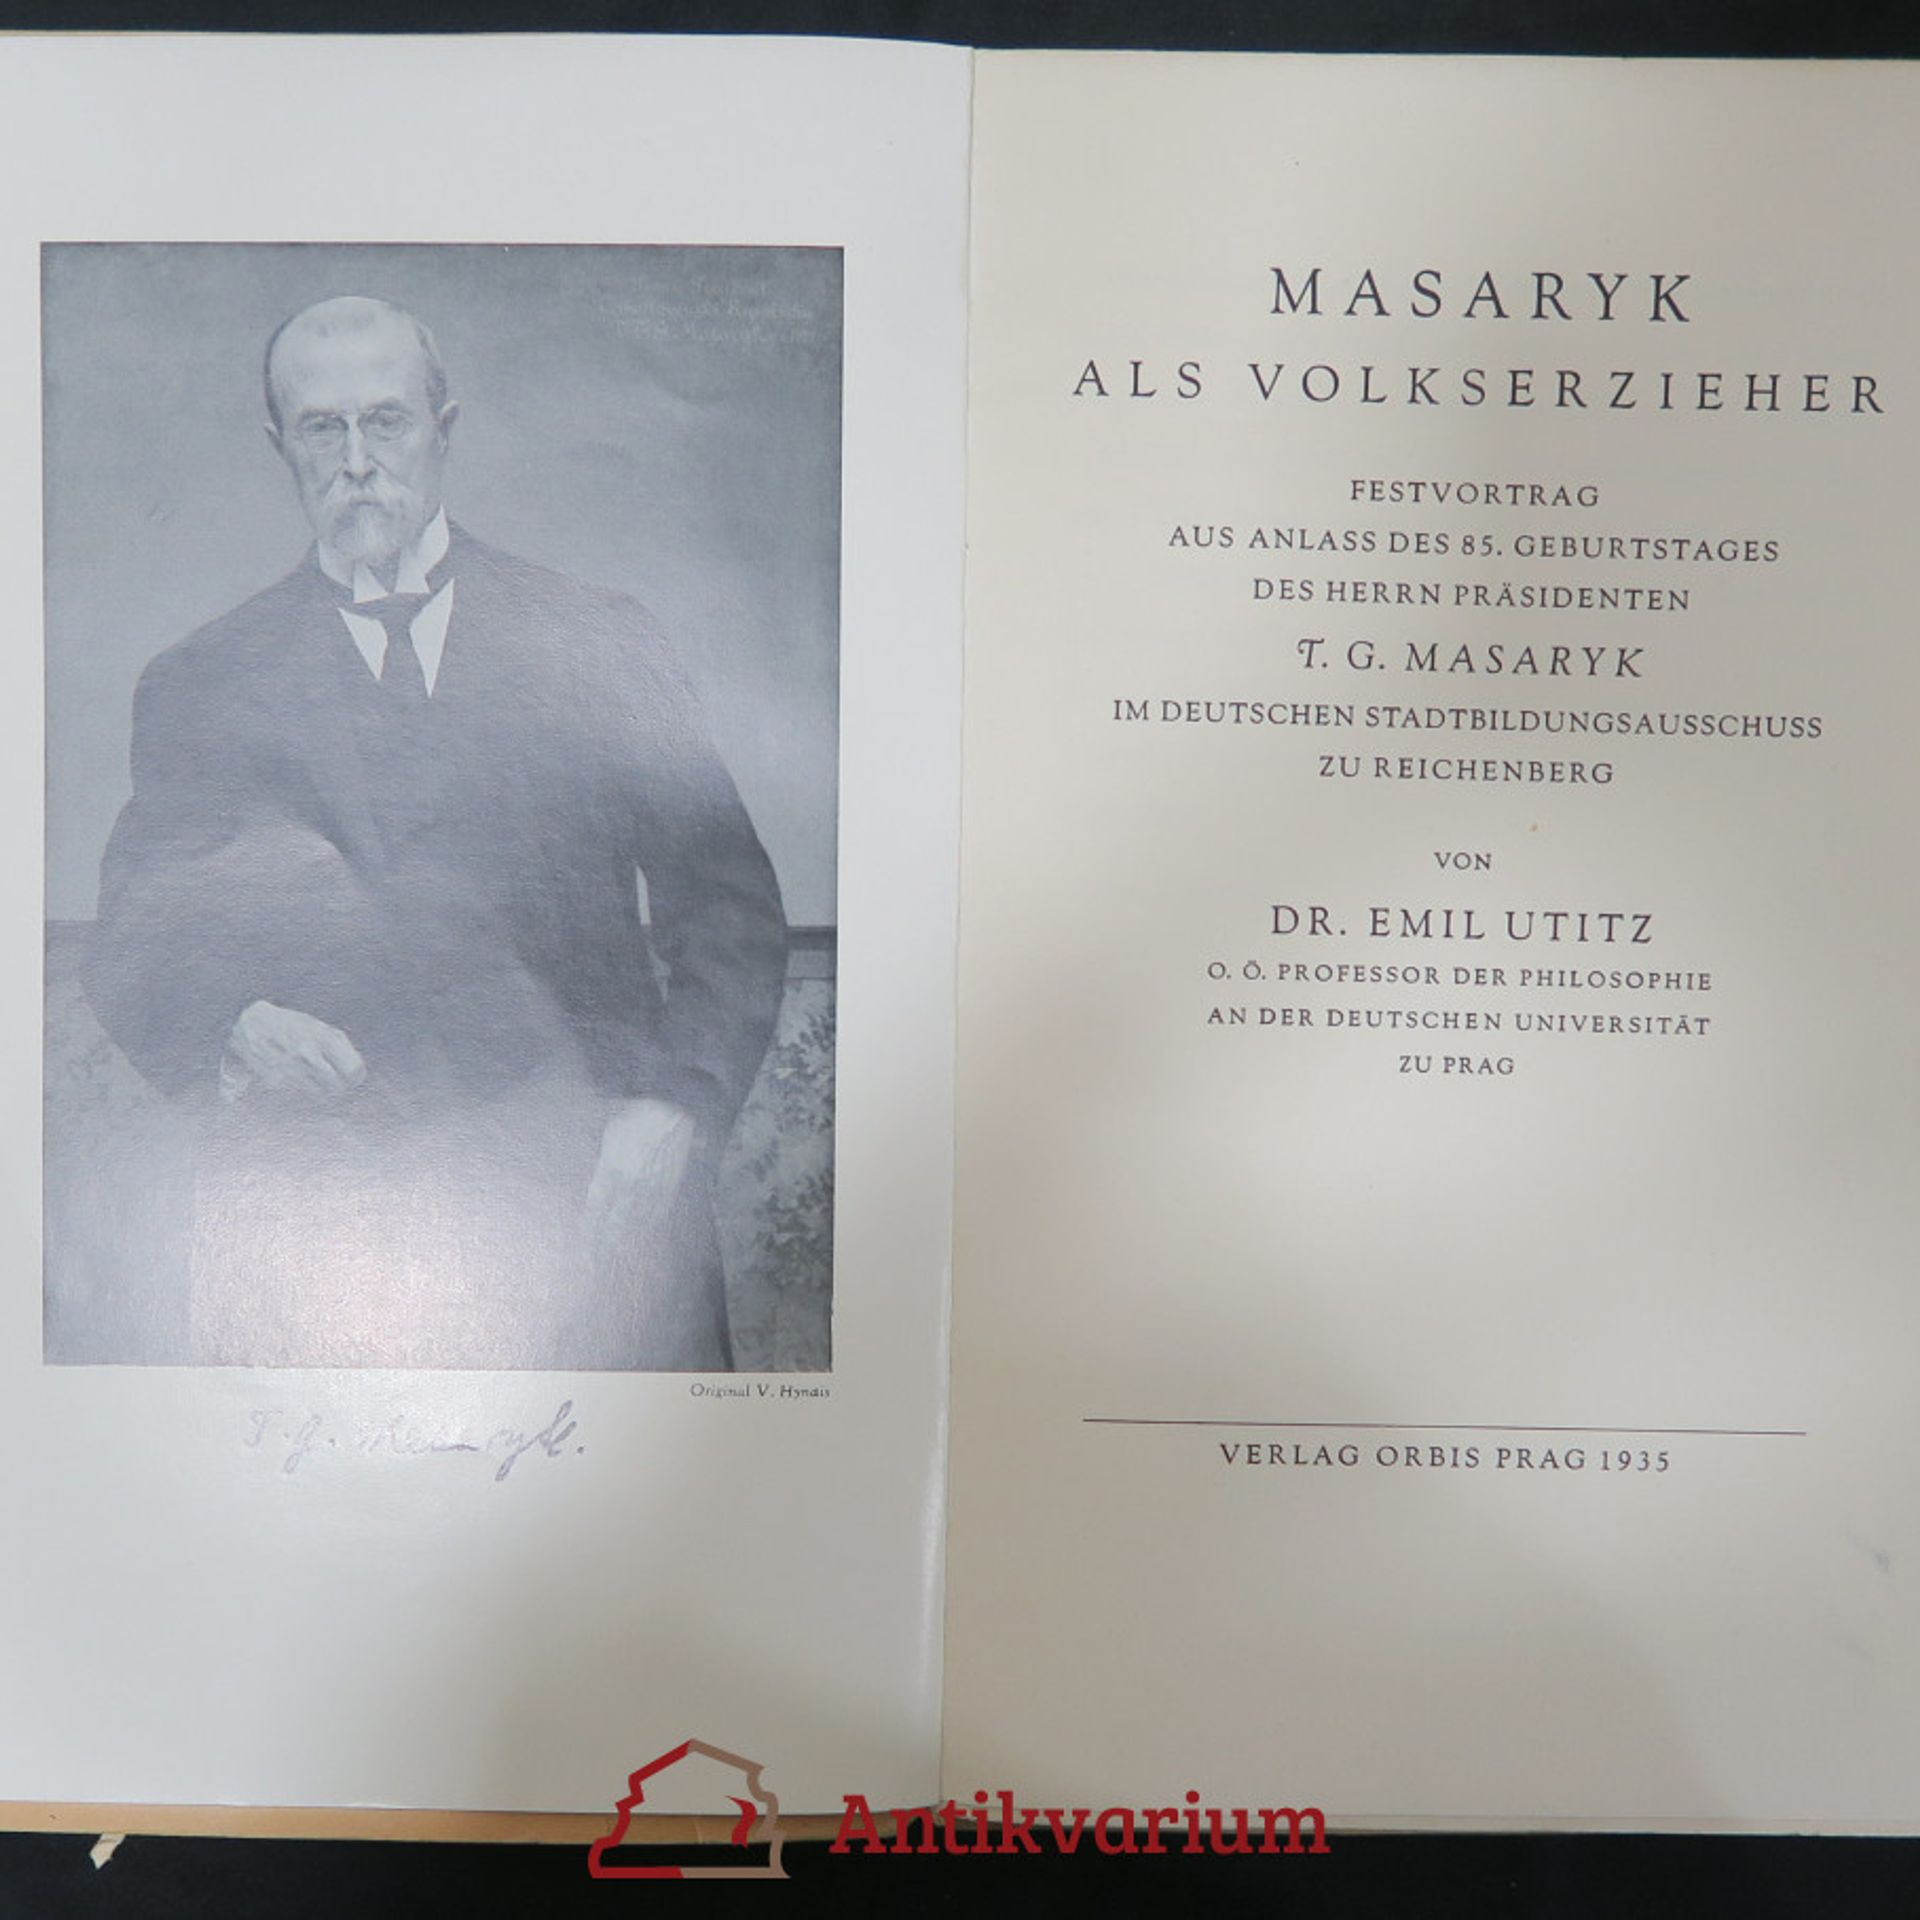 Original V. Hynais
T. G. Masaryk.
MASARYK
ALS VOLKSERZIEHER
FESTVORTRAG
AUS ANLASS DES 85. GEBURTSTAGES
DES HERRN PRÄSIDENTEN
T. G. MASARYK
IM DEUTSCHEN STADTBILDUNGSAUSSCHUSS
ZU REICHENBERG
VON
DR. EMIL UTITZ
O. Ö. PROFESSOR DER PHILOSOPHIE
AN DER DEUTSCHEN UNIVERSITÄT
ZU PRAG
VERLAG ORBIS PRAG 1935
Antikvarium